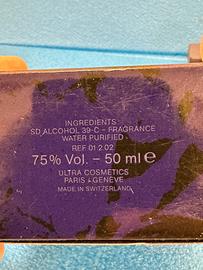 INGREDIENTS
SD ALCOHOL 39-C - FRAGRANCE
WATER PURIFIED
REF 01 2 02
75% Vol. - 50 ml e
ULTRA COSMETICS
PARIS & GENÈVE
MADE IN SWITZERLAND